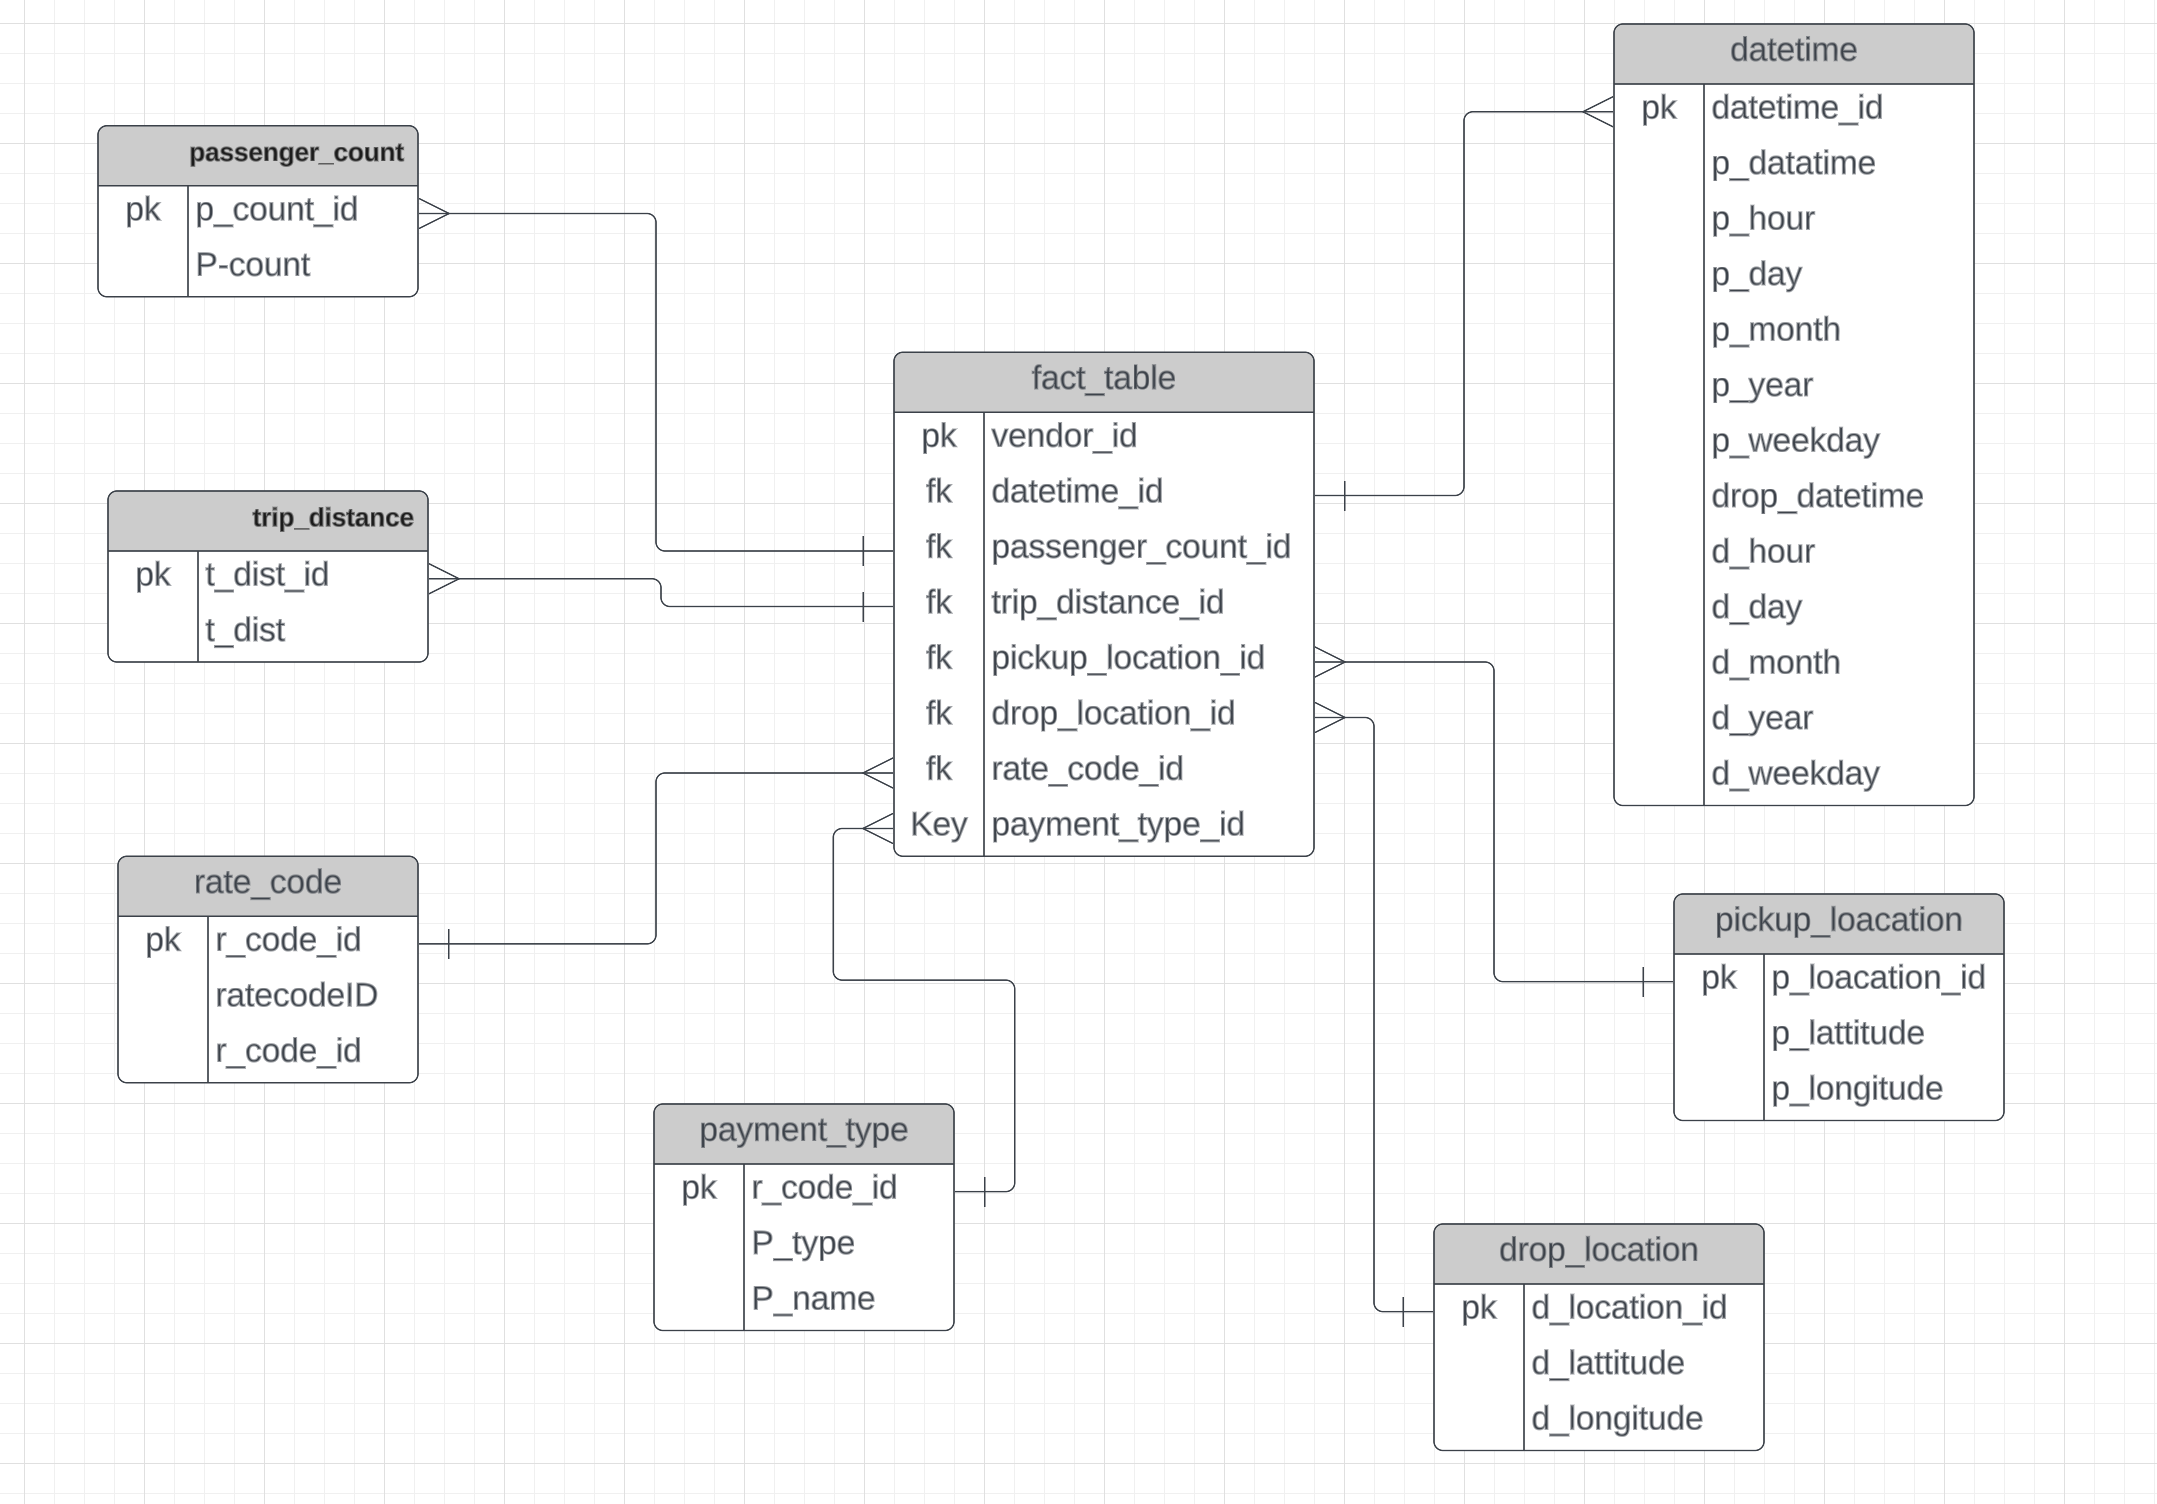 passenger_count
pk p_count_id
P-count
trip_distance
pk t_dist_id
t_dist
rate_code
pk r_code_id
ratecodeID
r_code_id
payment_type
pk r_code_id
P_type
P_name
fact_table
pk vendor_id
fk datetime_id
fk passenger_count_id
fk trip_distance_id
fk pickup_location_id
fk drop_location_id
fk rate_code_id
Key payment_type_id
datetime
pk datetime_id
p_datatime
p_hour
p_day
p_month
p_year
p_weekday
drop_datetime
d_hour
d_day
d_month
d_year
d_weekday
pickup_loacation
pk p_loacation_id
p_lattitude
p_longitude
drop_location
pk d_location_id
d_lattitude
d_longitude